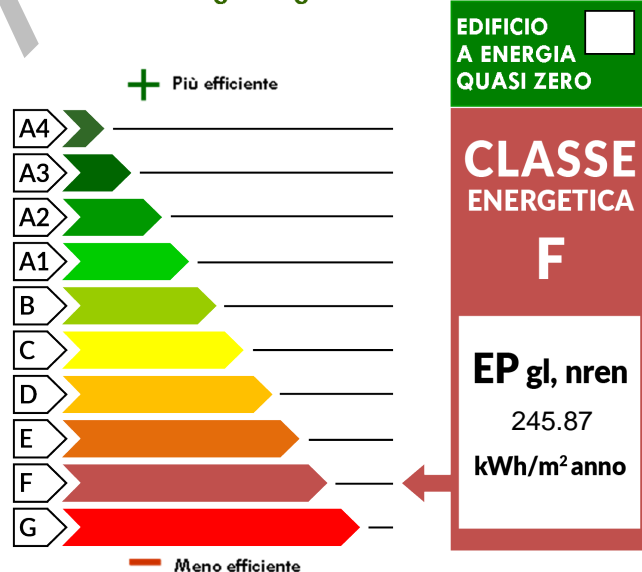 EDIFICIO
A ENERGIA
QUASI ZERO
Più efficiente
A4
A3
A2
A1
B
C
D
E
F
G
Meno efficiente
CLASSE
ENERGETICA
F
EP gl, nren
245.87
kWh/m² anno